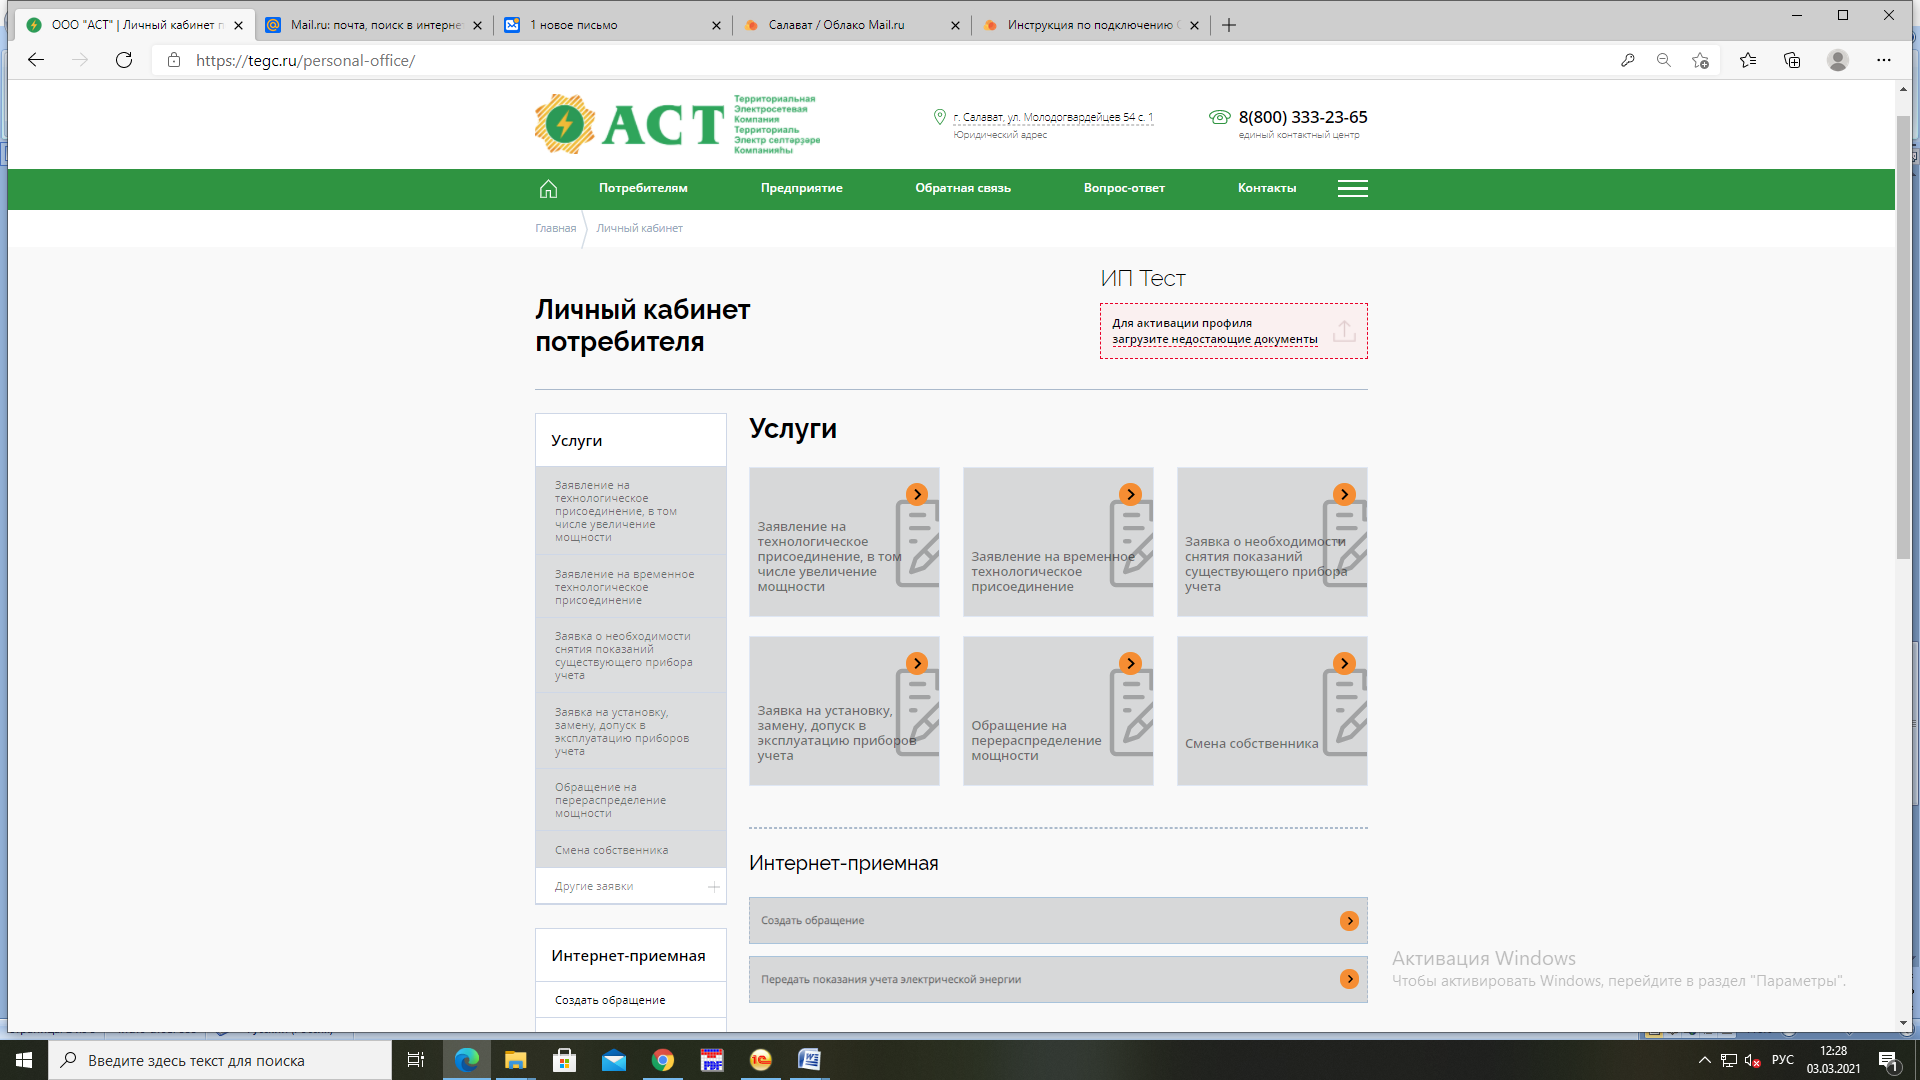 ООО "АСТ" | Личный кабинет п
Mail.ru: почта, поиск в интернет
1 новое письмо
Салават / Облако Mail.ru
Инструкция по подключению
https://tegc.ru/personal-office/
АСТ
Территориальная
Электросетевая
Компания
Территориаль
Электр селтәрҙәре
Компанияһы
г. Салават, ул. Молодогвардейцев 54 с. 1
Юридический адрес
8(800) 333-23-65
единый контактный центр
Потребителям
Предприятие
Обратная связь
Вопрос-ответ
Контакты
Главная
Личный кабинет
Личный кабинет
потребителя
ИП Тест
Для активации профиля
загрузите недостающие документы
Услуги
Заявление на
технологическое
присоединение, в том
числе увеличение
мощности
Заявление на временное
технологическое
присоединение
Заявка о необходимости
снятия показаний
существующего прибора
учета
Заявка на установку,
замену, допуск в
эксплуатацию приборов
учета
Обращение на
перераспределение
мощности
Смена собственника
Другие заявки
Интернет-приемная
Создать обращение
Услуги
Заявление на
технологическое
присоединение, в том
числе увеличение
мощности
Заявление на временное
технологическое
присоединение
Заявка о необходимости
снятия показаний
существующего прибора
учета
Заявка на установку,
замену, допуск в
эксплуатацию приборов
учета
Обращение на
перераспределение
мощности
Смена собственника
Интернет-приемная
Создать обращение
Передать показания учета электрической энергии
Активация Windows
Чтобы активировать Windows, перейдите в раздел "Параметры".
Введите здесь текст для поиска
РУС
12:28
03.03.2021
1